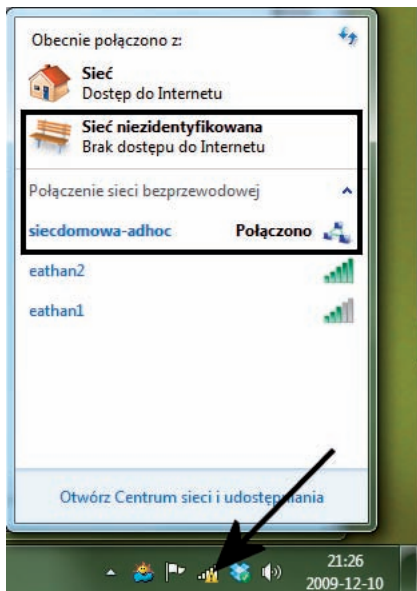 Obecnie połączono z:
Sieć
Dostęp do Internetu
Sieć niezidentyfikowana
Brak dostępu do Internetu
Połączenie sieci bezprzewodowej
siecdomowa-adhoc Połączono
eathan2
eathan1
Otwórz Centrum sieci i udostępniania
21:26
2009-12-10